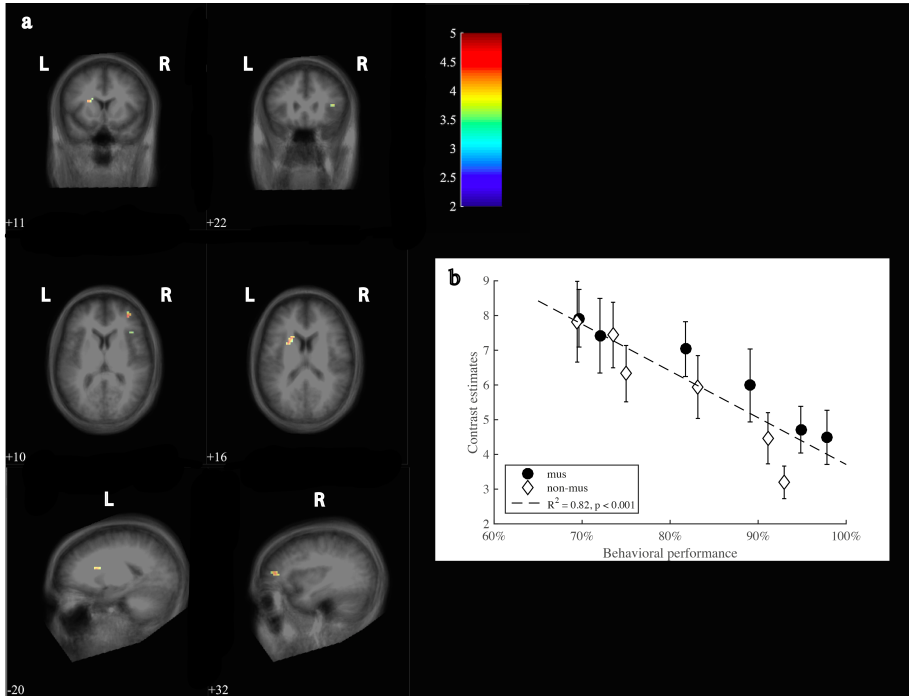 a
L R
L R
5
4.5
4
3.5
3
2.5
2
+11
+22
L R
L R
+10
+16
L
R
-20
+32
b
9
8
7
6
5
4
3
2
Contrast estimates
mus
non-mus
R² = 0.82, p < 0.001
60% 70% 80% 90% 100%
Behavioral performance